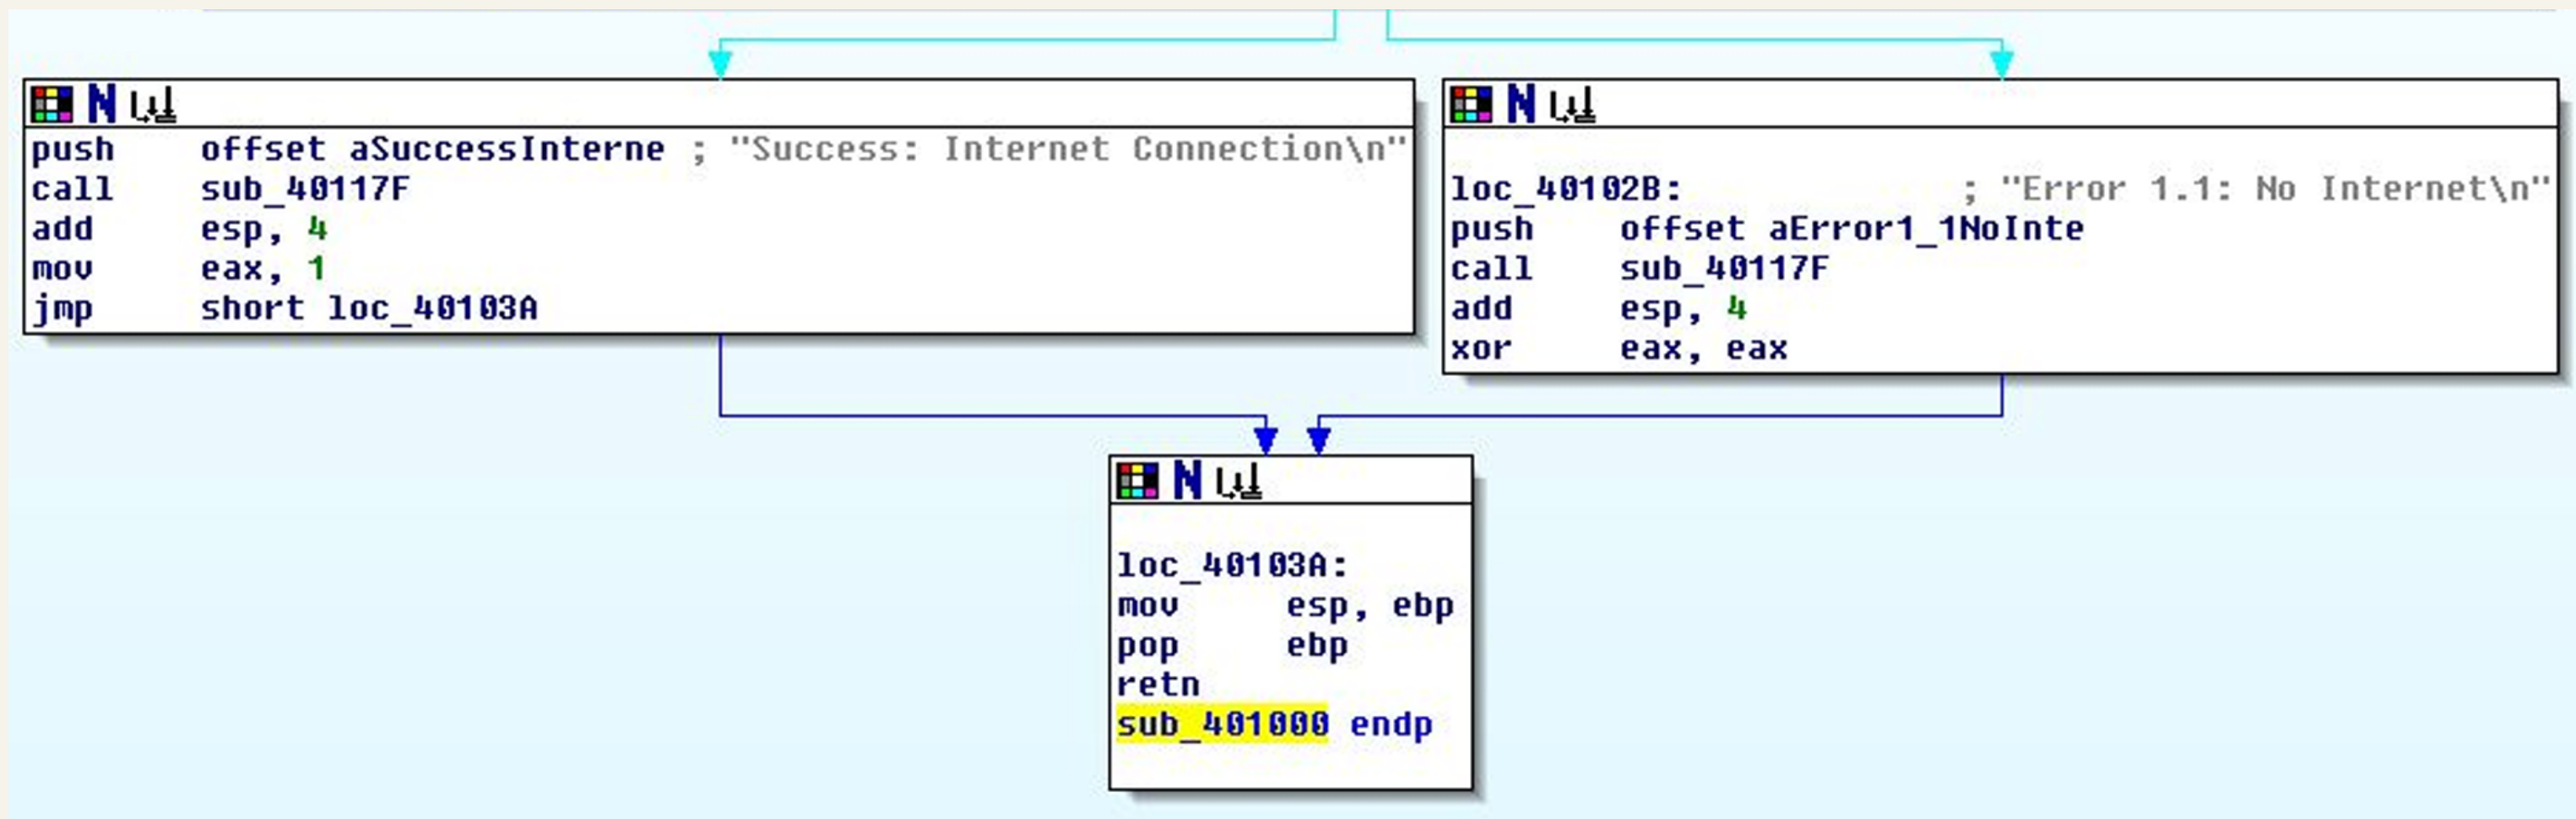 push offset aSuccessInterne ; "Success: Internet Connection\n"
call sub_40117F
add esp, 4
mov eax, 1
jmp short loc_40103A
loc_40102B: ; "Error 1.1: No Internet\n"
push offset aError1_1NoInte
call sub_40117F
add esp, 4
xor eax, eax
loc_40103A:
mov esp, ebp
pop ebp
retn
sub_401000 endp